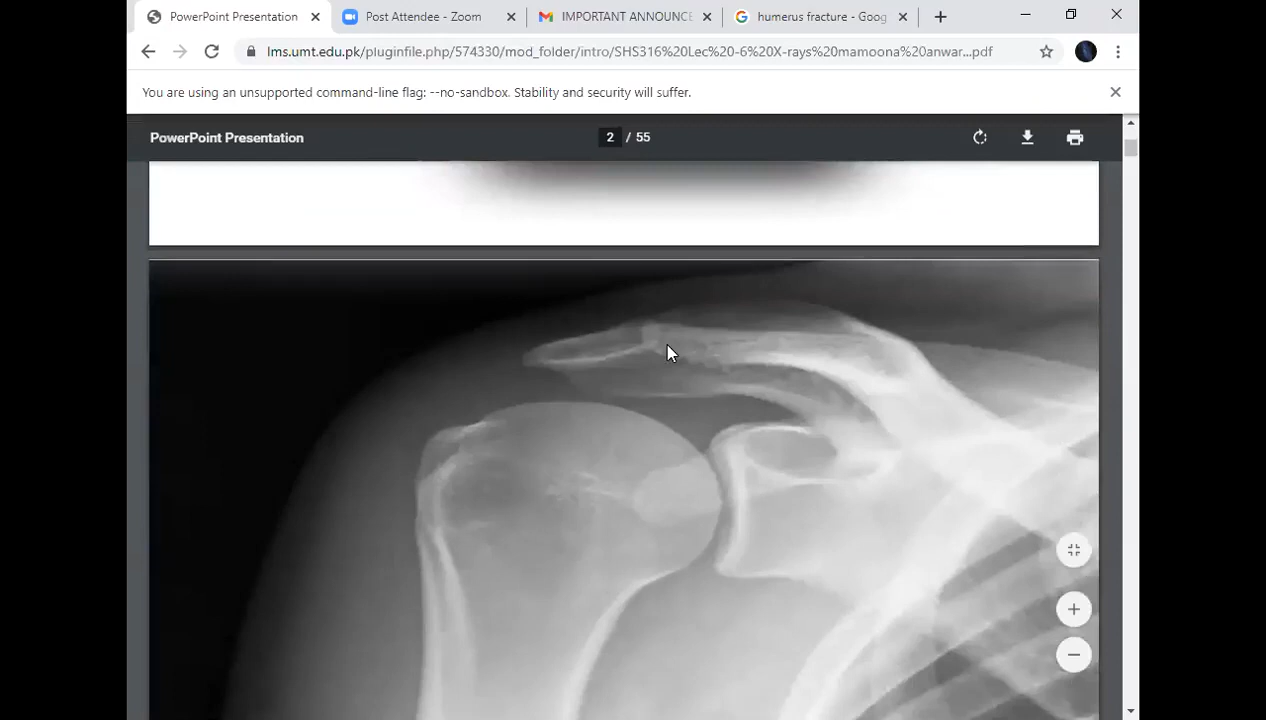 PowerPoint Presentation
Post Attendee - Zoom
IMPORTANT ANNOUNCE
humerus fracture - Goog
lms.umt.edu.pk/pluginfile.php/574330/mod_folder/intro/SHS316%20Lec%20-6%20X-rays%20mamoona%20anwar...pdf
You are using an unsupported command-line flag: --no-sandbox. Stability and security will suffer.
PowerPoint Presentation
2 / 55